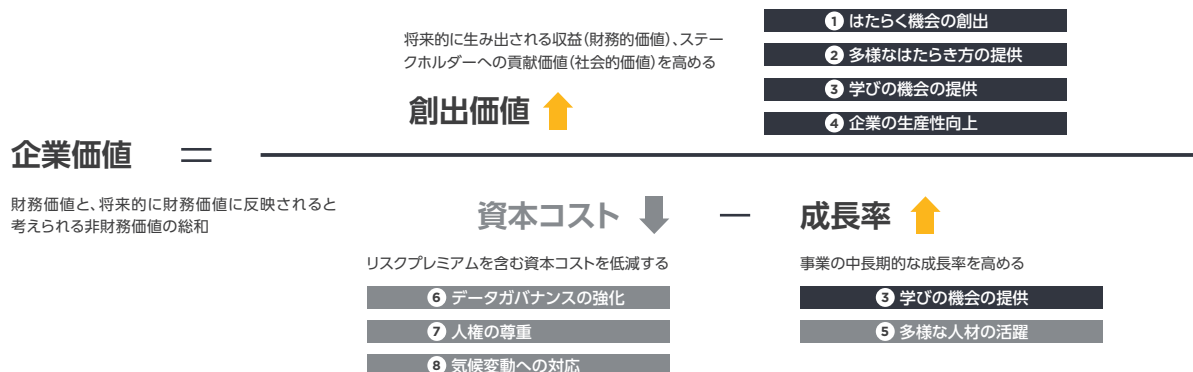 将来的に生み出される収益(財務的価値)、ステー
クホルダーへの貢献価値(社会的価値)を高める
創出価値
1 はたらく機会の創出
2 多様なはたらき方の提供
3 学びの機会の提供
4 企業の生産性向上
企業価値 =
財務価値と、将来的に財務価値に反映されると
考えられる非財務価値の総和
資本コスト − 成長率
リスクプレミアムを含む資本コストを低減する
6 データガバナンスの強化
7 人権の尊重
8 気候変動への対応
事業の中長期的な成長率を高める
3 学びの機会の提供
5 多様な人材の活躍